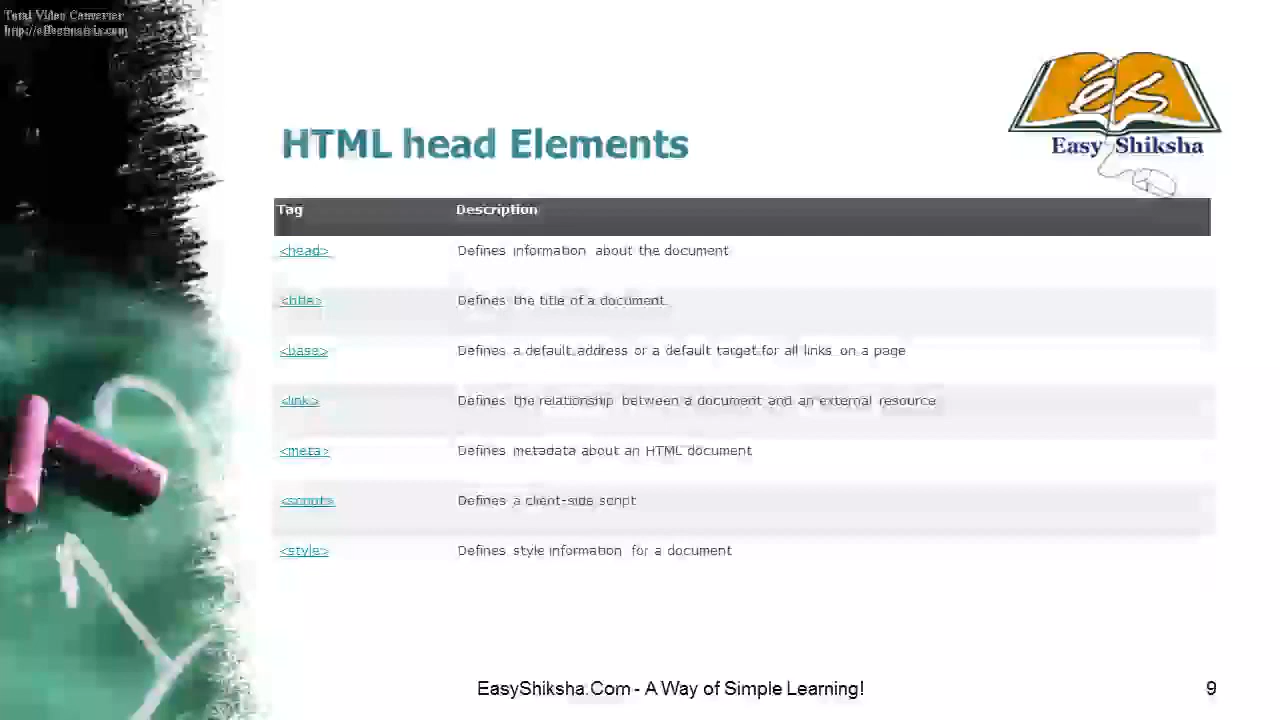 Total Video Converter
http://effectmatrix.com
Easy Shiksha
HTML head Elements
Tag Description
<head> Defines information about the document
<title> Defines the title of a document
<base> Defines a default address or a default target for all links on a page
<link> Defines the relationship between a document and an external resource
<meta> Defines metadata about an HTML document
<script> Defines a client-side script
<style> Defines style information for a document
EasyShiksha.Com - A Way of Simple Learning! 9